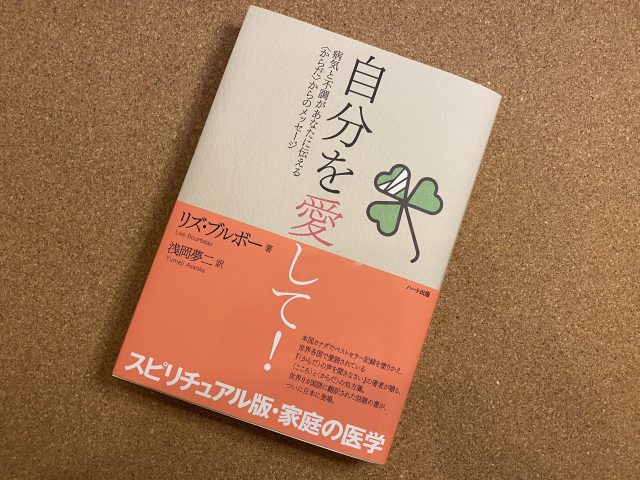 自分を愛して！
病気と不調があなたに伝える
〈からだ〉からのメッセージ
リズ・ブルボー 著
Lise Bourbeau
浅岡夢二 訳
Yumeji Asaoka
ハート出版
本国カナダでベストセラー記録を塗りかえ、
世界各国で愛読されている
『〈からだ〉の声を聞きなさい』の著者が贈る、
〈こころ〉と〈からだ〉の処方箋。
世界9か国語に翻訳された話題の書が、
ついに日本に登場。
スピリチュアル版・家庭の医学